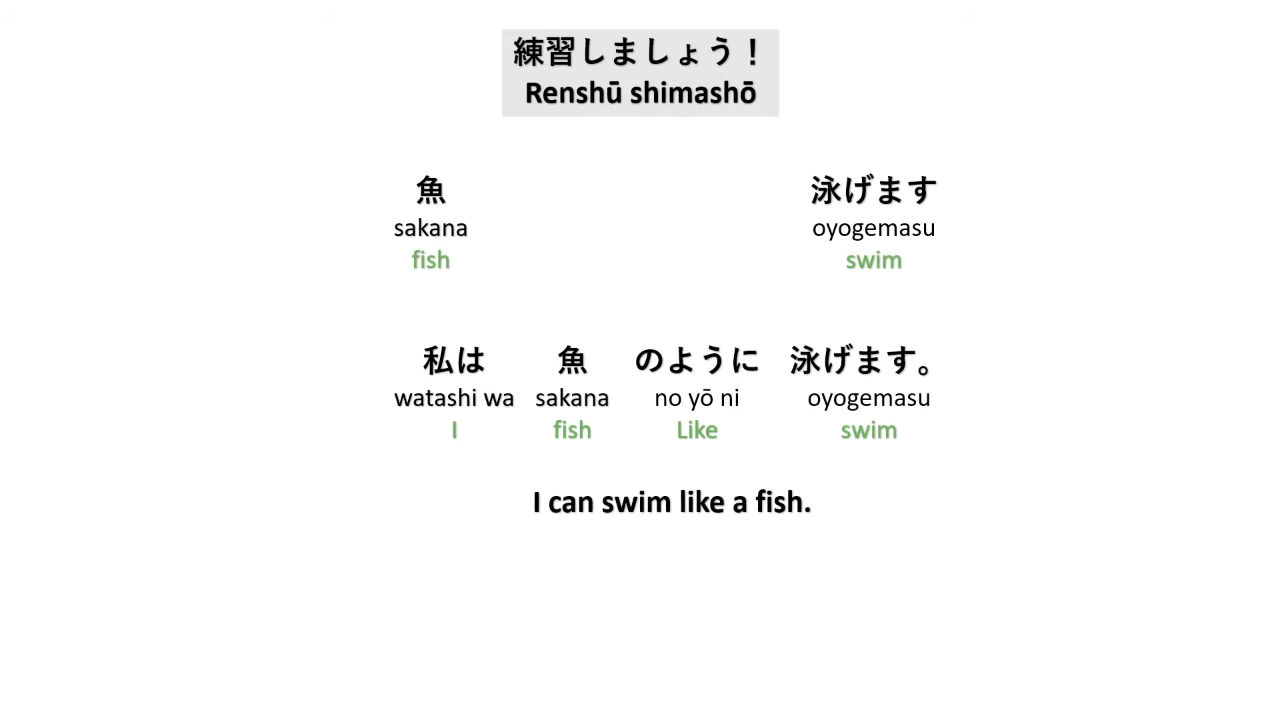 練習しましょう！
Renshū shimashō
魚 泳げます
sakana oyogemasu
fish swim
私は 魚 のように 泳げます。
watashi wa sakana no yō ni oyogemasu
I fish Like swim
I can swim like a fish.